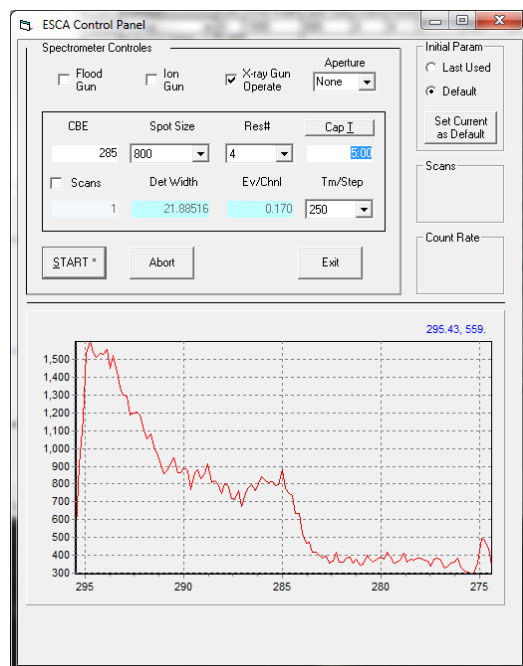 ESCA Control Panel
Spectrometer Controles
Flood Gun
Ion Gun
X-ray Gun Operate
Aperture
None
Initial Param
Last Used
Default
Set Current as Default
CBE
Spot Size
Res#
Cap I
285
800
4
5:00
Scans
Det Width
Ev/Chnl
Tm/Step
1
21.88516
0.170
250
Scans
Count Rate
START *
Abort
Exit
295.43, 559.
1,500
1,400
1,300
1,200
1,100
1,000
900
800
700
600
500
400
300
295
290
285
280
275